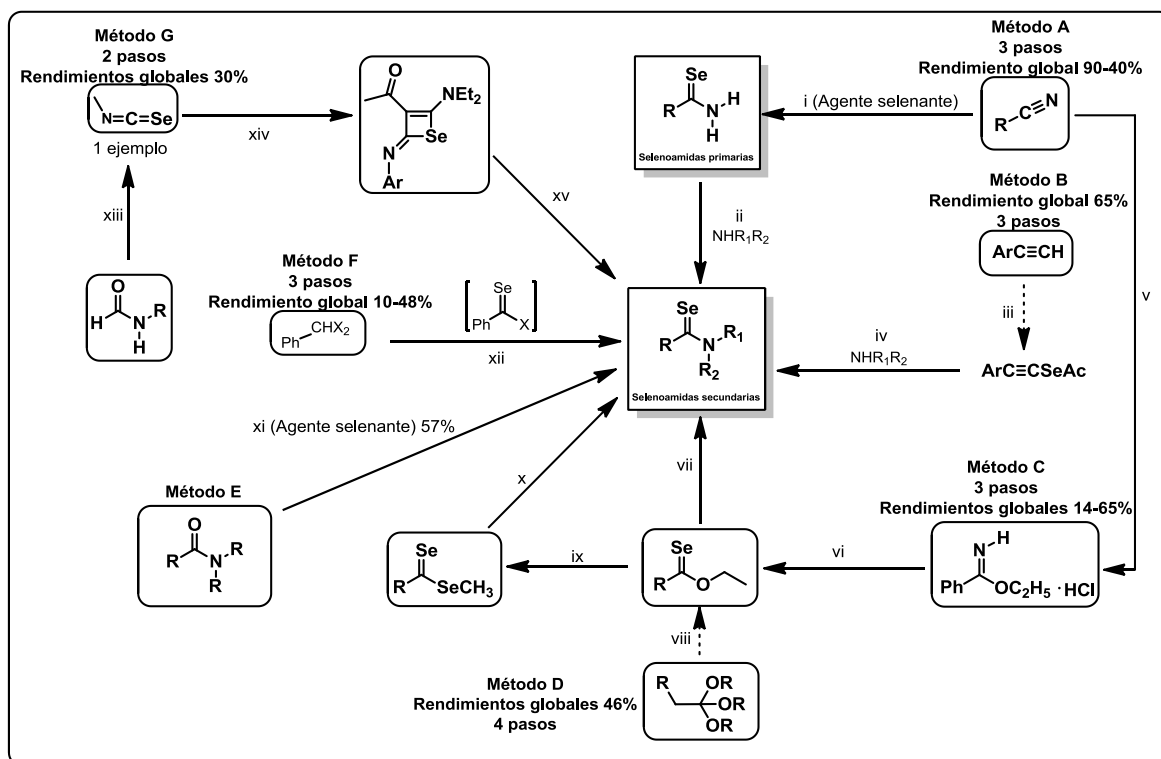 Método G
2 pasos
Rendimientos globales 30%
N=C=Se
1 ejemplo
xiii
xiv
O
NEt2
Se
N
Ar
xv
Se
R
N
H
H
Selenoamidas primarias
i (Agente selenante)
Método A
3 pasos
Rendimientos global 90-40%
R
C≡N
ii
NHR1R2
Método B
Rendimiento global 65%
3 pasos
ArC≡CH
iii
v
ArC≡CSeAc
iv
NHR1R2
O
H
N
R
H
Método F
3 pasos
Rendimiento global 10-48%
Ph
CHX2
Se
Ph
X
xii
Se
R
N
R1
R2
Selenoamidas secundarias
xi (Agente selenante) 57%
Método E
O
R
N
R
R
x
vii
Se
R
SeCH3
ix
Se
R
O
vi
Método C
3 pasos
Rendimientos globales 14-65%
N
H
Ph
OC2H5 ·HCl
viii
Método D
Rendimientos globales 46%
4 pasos
R
OR
OR
OR